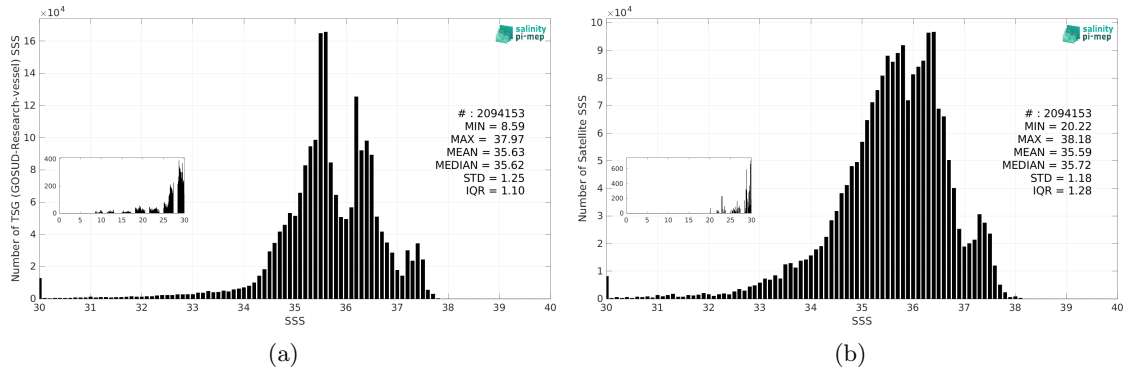 ×10^4
salinity
pi-mep
Number of TSG (GOSUD-Research-vessel) SSS
16
14
12
10
8
6
4
2
0
# : 2094153
MIN = 8.59
MAX = 37.97
MEAN = 35.63
MEDIAN = 35.62
STD = 1.25
IQR = 1.10
400
200
0
0 5 10 15 20 25 30
30 31 32 33 34 35 36 37 38 39 40
SSS
(a)
×10^4
salinity
pi-mep
Number of Satellite SSS
10
9
8
7
6
5
4
3
2
1
0
# : 2094153
MIN = 20.22
MAX = 38.18
MEAN = 35.59
MEDIAN = 35.72
STD = 1.18
IQR = 1.28
600
400
200
0
0 5 10 15 20 25 30
30 31 32 33 34 35 36 37 38 39 40
SSS
(b)